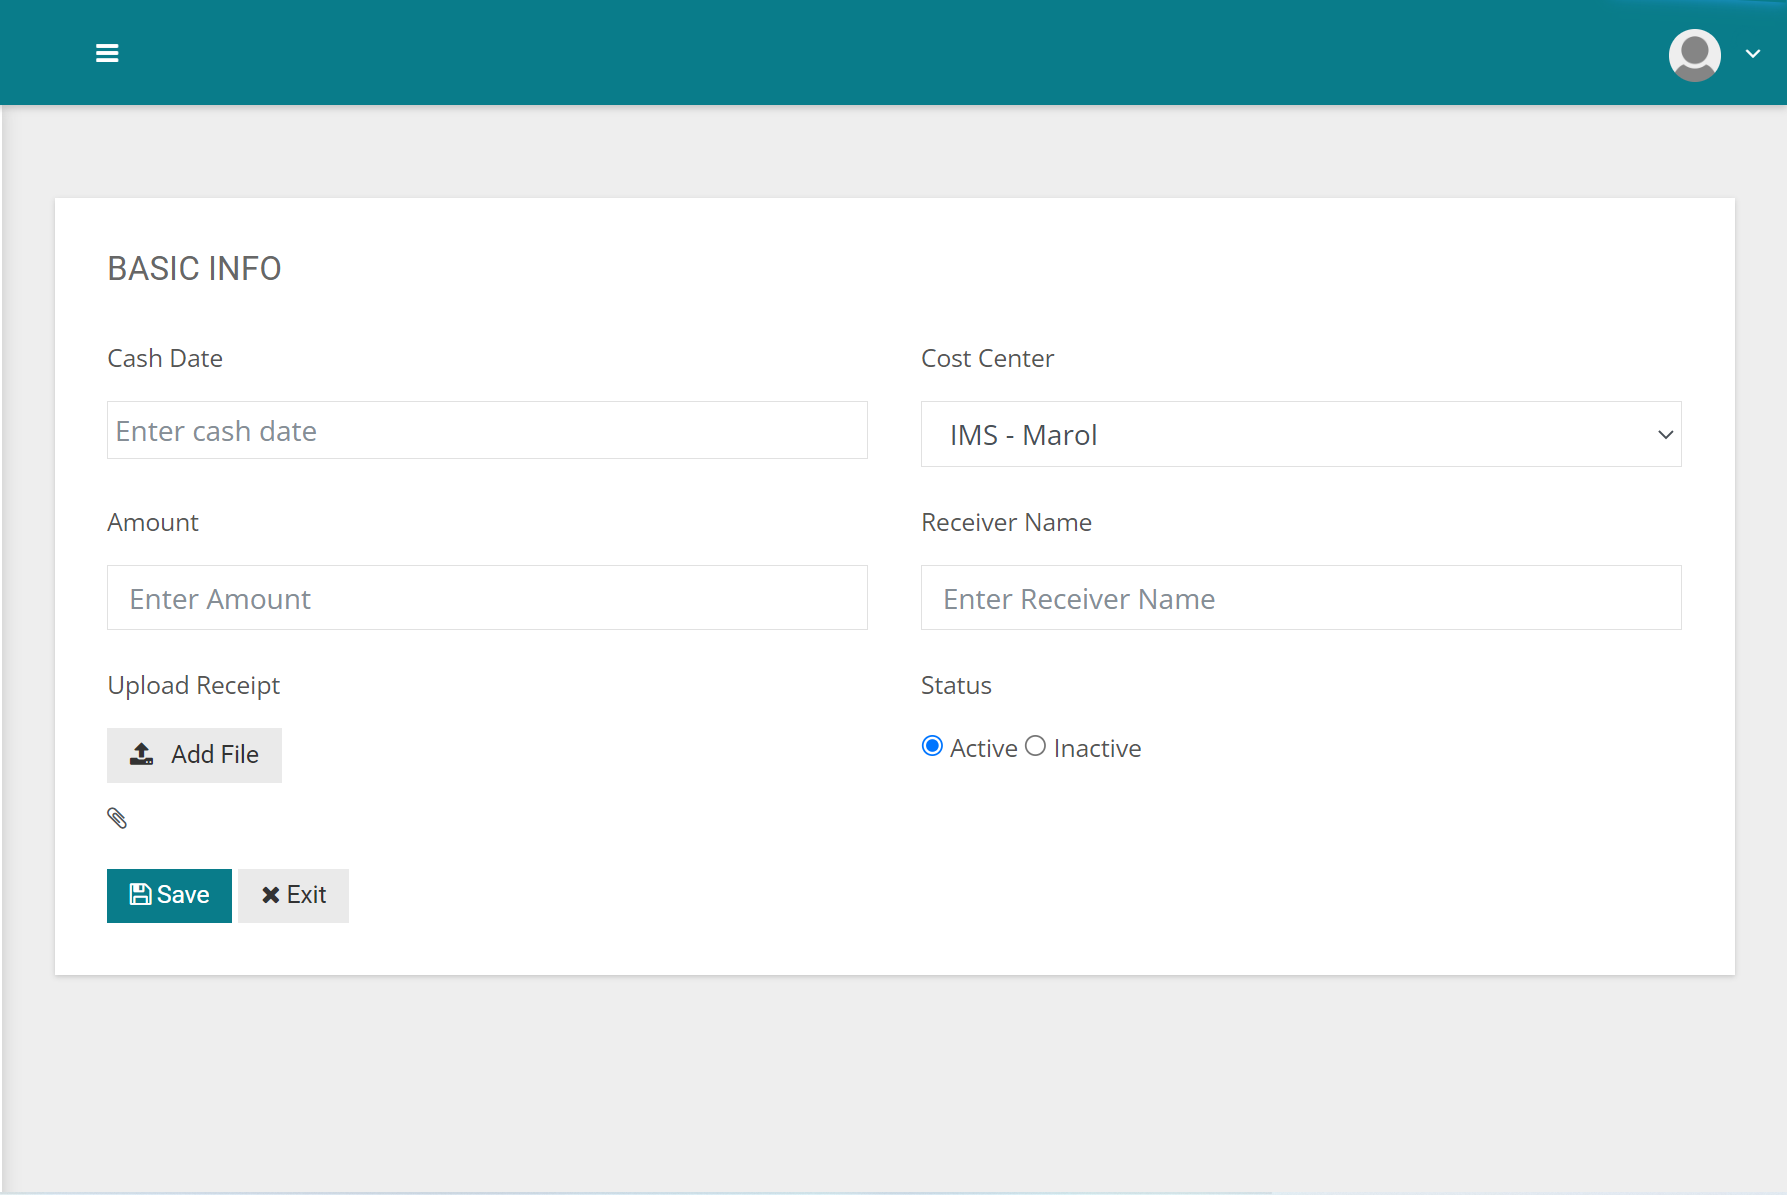 BASIC INFO
Cash Date
Cost Center
Enter cash date
IMS - Marol
Amount
Receiver Name
Enter Amount
Enter Receiver Name
Upload Receipt
Status
Add File
Active Inactive
Save Exit